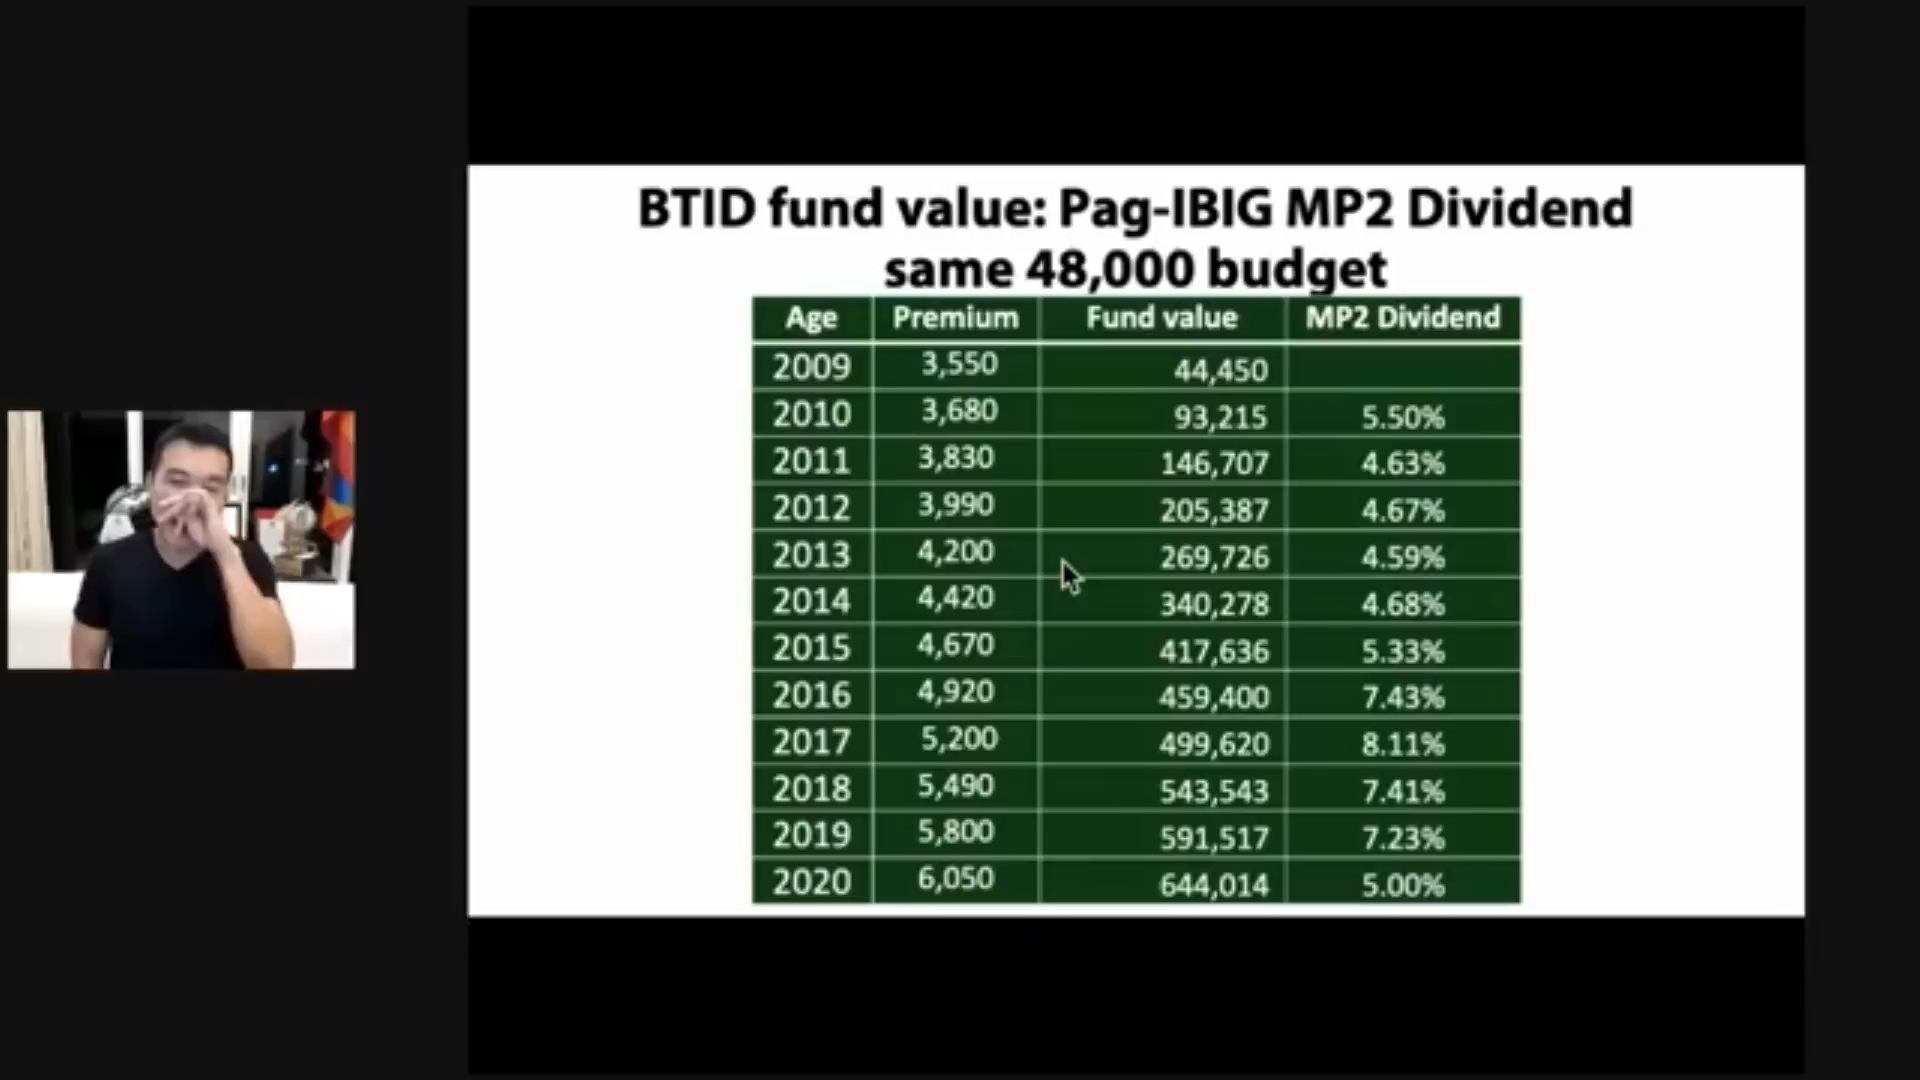 BTID fund value: Pag-IBIG MP2 Dividend
same 48,000 budget
Age Premium Fund value MP2 Dividend
2009 3,550 44,450
2010 3,680 93,215 5.50%
2011 3,830 146,707 4.63%
2012 3,990 205,387 4.67%
2013 4,200 269,726 4.59%
2014 4,420 340,278 4.68%
2015 4,670 417,636 5.33%
2016 4,920 459,400 7.43%
2017 5,200 499,620 8.11%
2018 5,490 543,543 7.41%
2019 5,800 591,517 7.23%
2020 6,050 644,014 5.00%